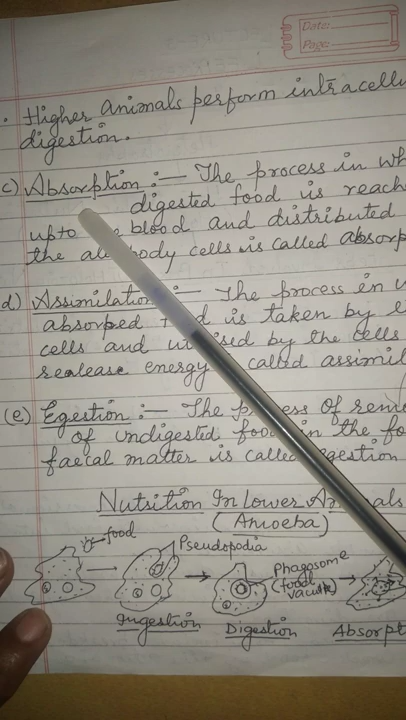 Date:
Page:
. Higher animals perform intracellu
digestion.
c) Absorption :— The process in wh
digested food is reach
upto blood and distributed
the body cells is called absorp
d) Assimilation :— The process in
absorped is taken by
cells and by the cells
realease energy called assimil
(e) Egestion :— The of
of undigested in the fo
faecal matter is called
Nutrition In Lower
(Amoeba)
food
Pseudopodia
Phagosome
(food
vacuole)
Ingestion Digestion Absorpt